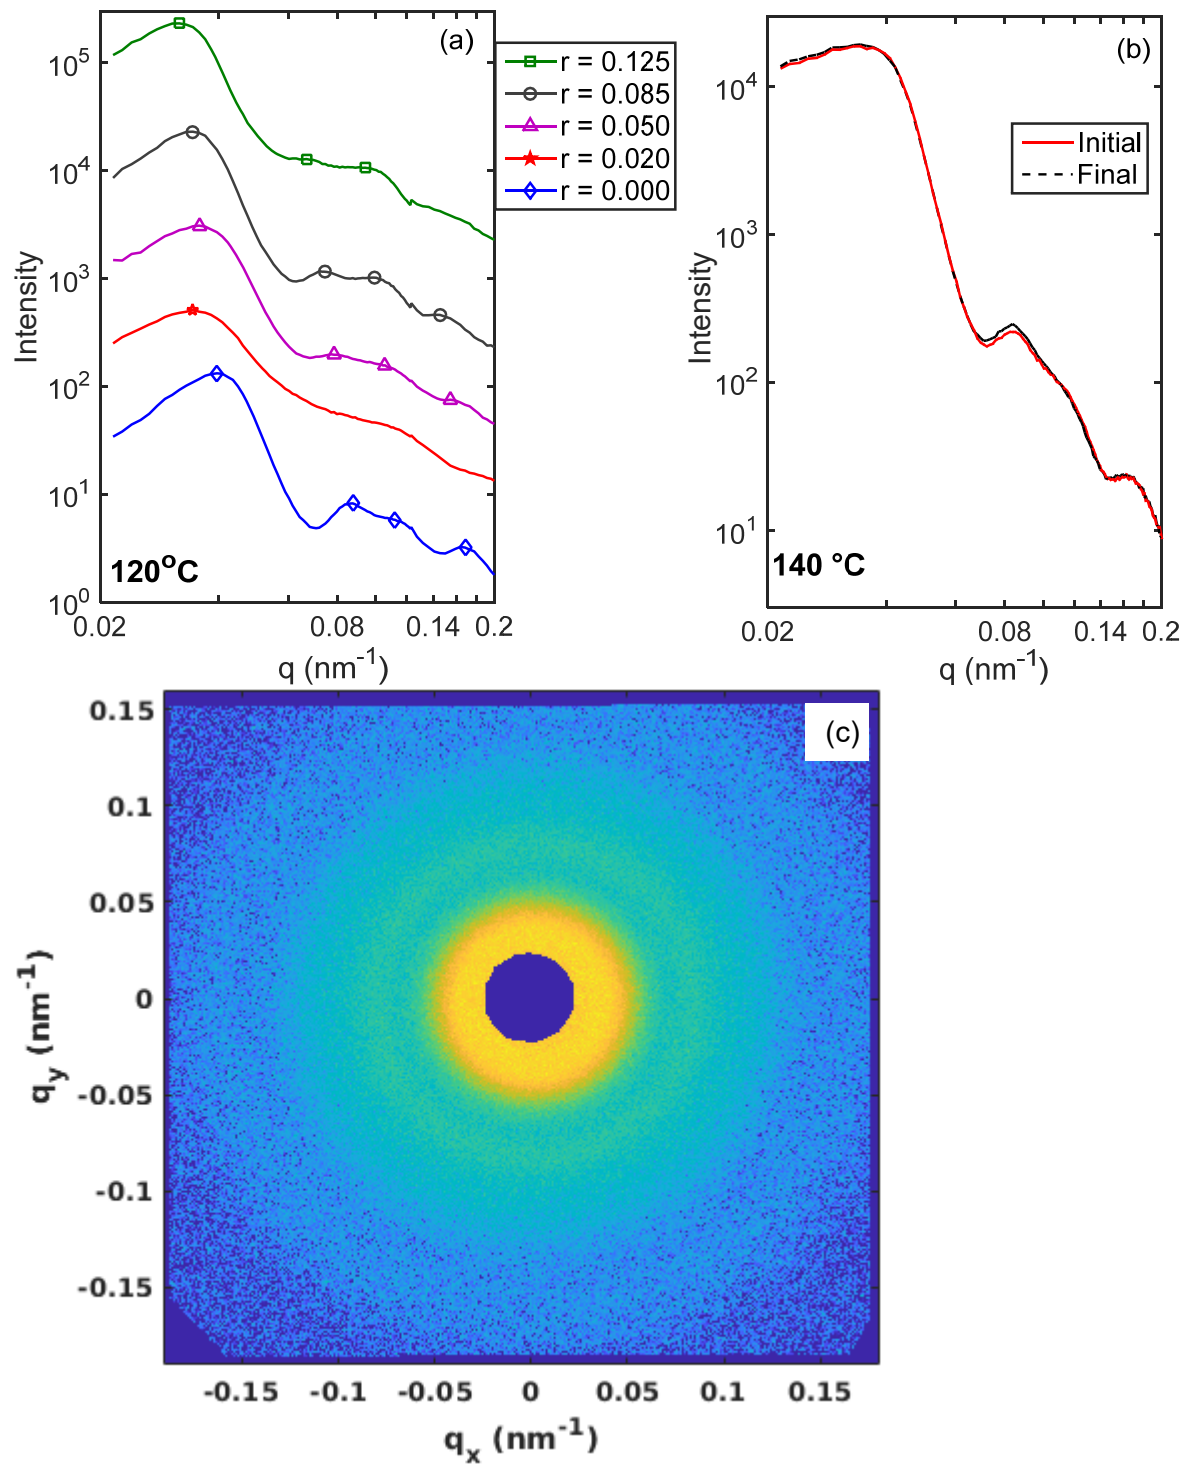 (a)
10^5
10^4
10^3
10^2
10^1
10^0
Intensity
120°C
0.02
0.08
0.14
0.2
q (nm^-1)
r = 0.125
r = 0.085
r = 0.050
r = 0.020
r = 0.000
(b)
10^4
10^3
10^2
10^1
Intensity
Initial
Final
140 °C
0.02
0.08
0.14
0.2
q (nm^-1)
(c)
0.15
0.1
0.05
0
-0.05
-0.1
-0.15
q_y (nm^-1)
-0.15
-0.1
-0.05
0
0.05
0.1
0.15
q_x (nm^-1)